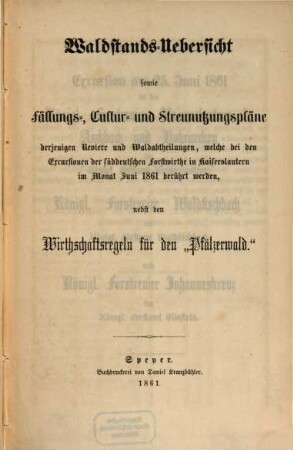 Waldstands-Uebersicht
sowie
Fällungs-, Cultur- und Streunutzungspläne
derjenigen Reviere und Waldabtheilungen, welche bei den
Excursionen der süddeutschen Forstwirthe in Kaiserslautern
im Monat Juni 1861 berührt werden,
nebst den
Wirthschaftsregeln für den „Pfälzerwald.“
Speyer.
Buchdruckerei von Daniel Kranzbühler.
1861.